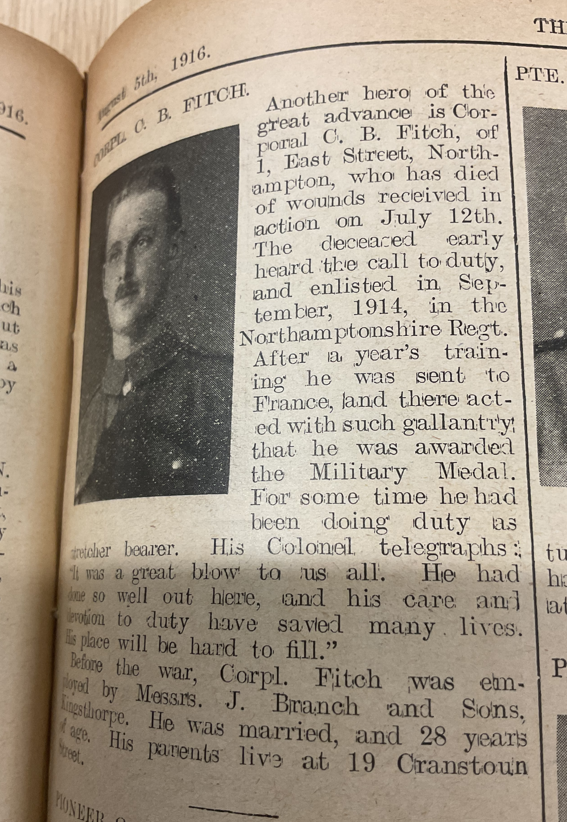 916.
August 5th, 1916.
TH
CORPL. C. B. FITCH.
Another hero of the
great advance is Cor-
poral C. B. Fitch, of
1, East Street, North-
ampton, who has died
of wounds received in
action on July 12th.
The deceased early
heard the call to duty,
and enlisted in Sep-
tember, 1914, in the
Northamptonshire Regt.
After a year's train-
ing he was sent to
France, and there act-
ed with such gallantry
that he was awarded
the Military Medal.
For some time he had
been doing duty as
stretcher bearer. His Colonel telegraphs:
"It was a great blow to us all. He had
done so well out here, and his care and
devotion to duty have saved many lives.
His place will be hard to fill."
Before the war, Corpl. Fitch was em-
ployed by Messrs. J. Branch and Sons,
Kingsthorpe. He was married, and 28 years
of age. His parents live at 19 Cranstoun
Street.
PIONEER
PTE.